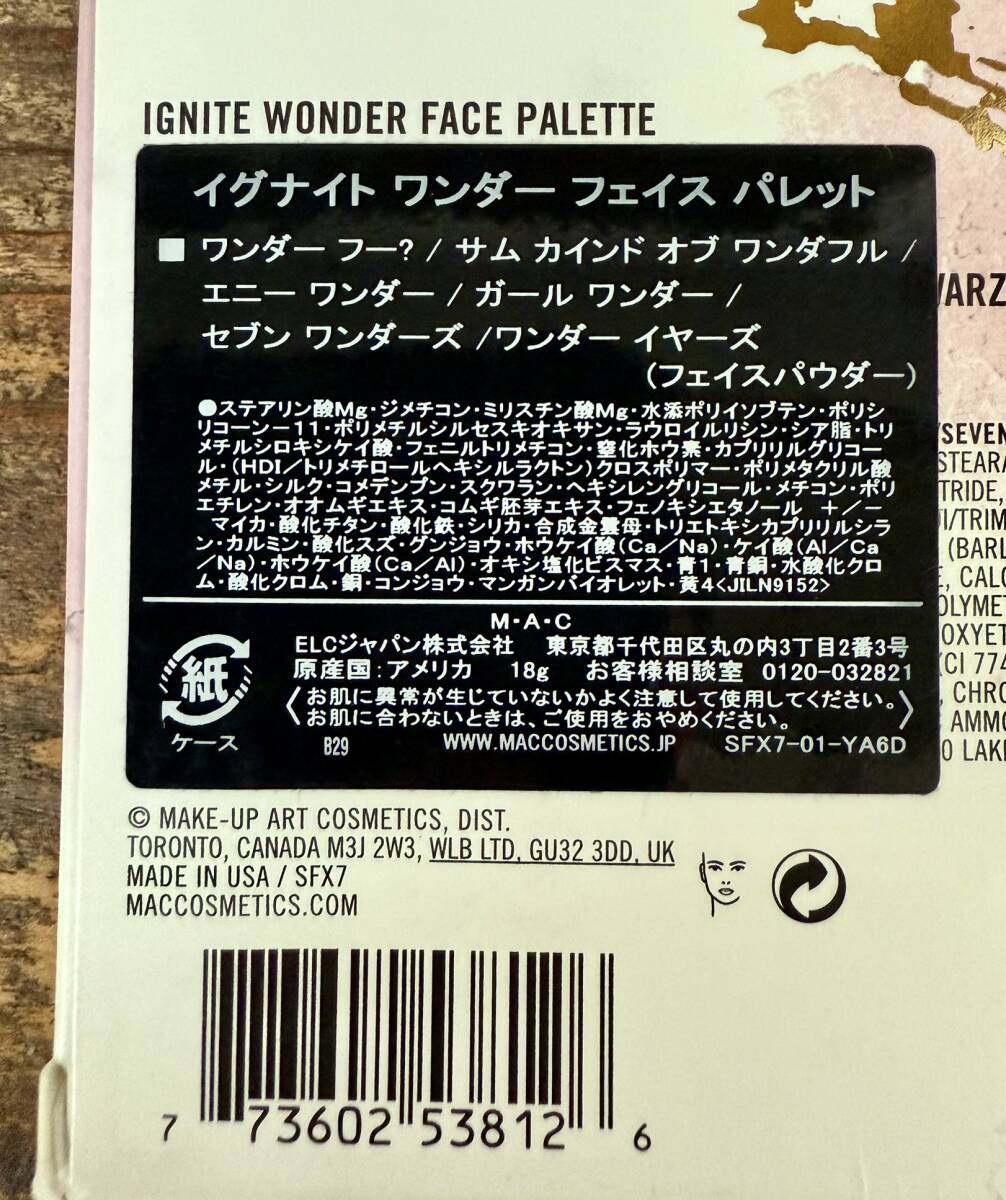 IGNITE WONDER FACE PALETTE
イグナイト ワンダー フェイス パレット
■ ワンダー フー? / サム カインド オブ ワンダフル /
エニー ワンダー / ガール ワンダー /
セブン ワンダーズ /ワンダー イヤーズ
(フェイスパウダー)
●ステアリン酸Mg・ジメチコン・ミリスチン酸Mg・水添ポリイソブテン・ポリシ
リコーン−11・ポリメチルシルセスキオキサン・ラウロイルリシン・シア脂・トリ
メチルシロキシケイ酸・フェニルトリメチコン・窒化ホウ素・カプリリルグリコー
ル・(HDI/トリメチロールヘキシルラクトン)クロスポリマー・ポリメタクリル酸
メチル・シルク・コメデンプン・スクワラン・ヘキシレングリコール・メチコン・ポリ
エチレン・オオムギエキス・コムギ胚芽エキス・フェノキシエタノール +/−
マイカ・酸化チタン・酸化鉄・シリカ・合成金雲母・トリエトキシカプリリルシラ
ン・カルミン・酸化スズ・グンジョウ・ホウケイ酸(Ca/Na)・ケイ酸(Al/Ca
/Na)・ホウケイ酸(Ca/Al)・オキシ塩化ビスマス・青1・青銅・水酸化クロ
ム・酸化クロム・銅・コンジョウ・マンガンバイオレット・黄4<JILN9152>
M・A・C
ELCジャパン株式会社 東京都千代田区丸の内3丁目2番3号
原産国:アメリカ 18g お客様相談室 0120-032821
お肌に異常が生じていないかよく注意して使用してください。
お肌に合わないときは、ご使用をおやめください。
紙
ケース
B29 WWW.MACCOSMETICS.JP SFX7-01-YA6D
WARZ
/SEVEN
STEARA
TRIDE,
/TRIM
(BARL
E, CALC
OLYME
OXYET
(CI 774
, CHRO
AMMO
0 LAKE
© MAKE-UP ART COSMETICS, DIST.
TORONTO, CANADA M3J 2W3, WLB LTD, GU32 3DD, UK
MADE IN USA / SFX7
MACCOSMETICS.COM
7 73602 53812 6